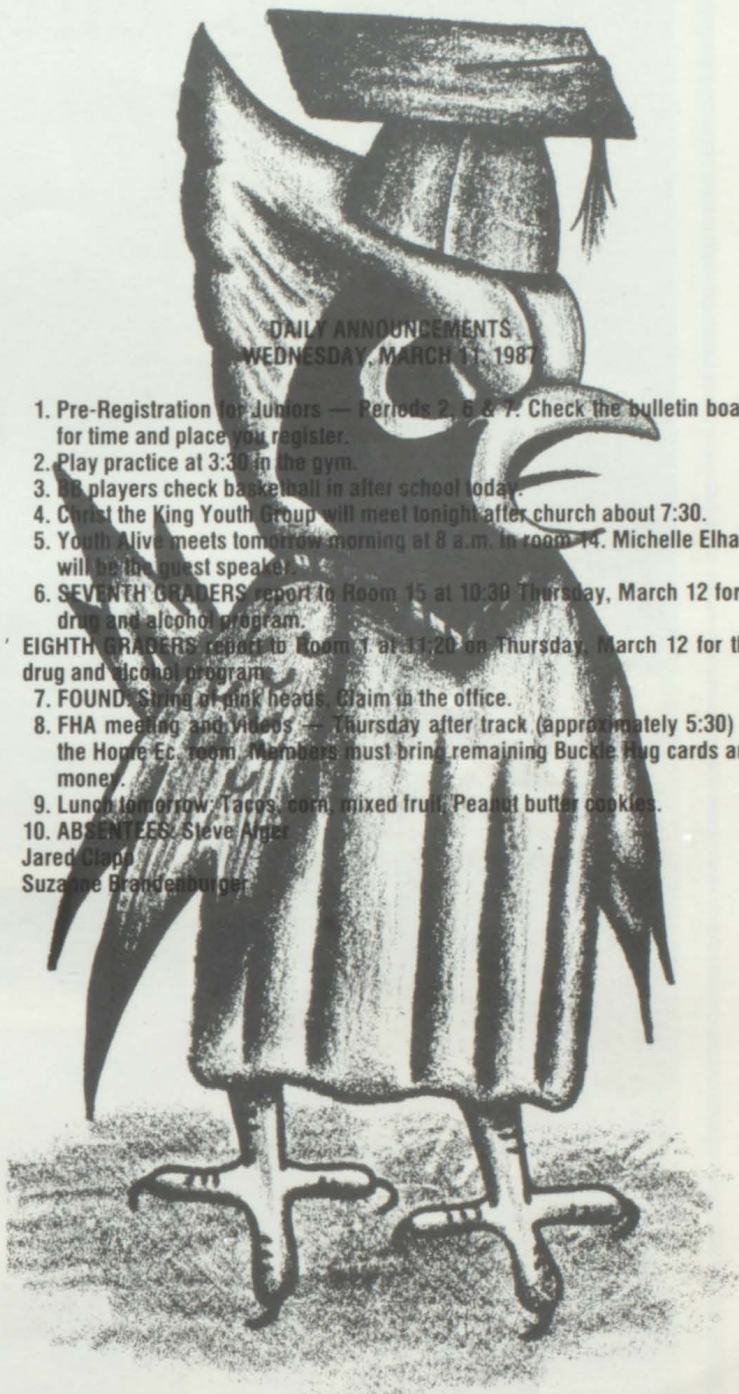 DAILY ANNOUNCEMENTS
WEDNESDAY, MARCH 11, 1987
1. Pre-Registration for Juniors — Periods 2, 6 & 7. Check the bulletin boa
for time and place you register.
2. Play practice at 3:30 in the gym.
3. BB players check basketball in after school today.
4. Christ the King Youth Group will meet tonight after church about 7:30.
5. Youth Alive meets tomorrow morning at 8 a.m. in room 14. Michelle Elha
will be the guest speaker.
6. SEVENTH GRADERS report to Room 15 at 10:30 Thursday, March 12 for
drug and alcohol program.
EIGHTH GRADERS report to Room 1 at 11:20 on Thursday, March 12 for th
drug and alcohol program.
7. FOUND: String of pink heads. Claim in the office.
8. FHA meeting and videos — Thursday after track (approximately 5:30)
the Home Ec. room. Members must bring remaining Buckle Hug cards an
money.
9. Lunch tomorrow: Tacos, corn, mixed fruit, Peanut butter cookies.
10. ABSENTEES: Steve Alger
Jared Clapp
Suzanne Brandenburger